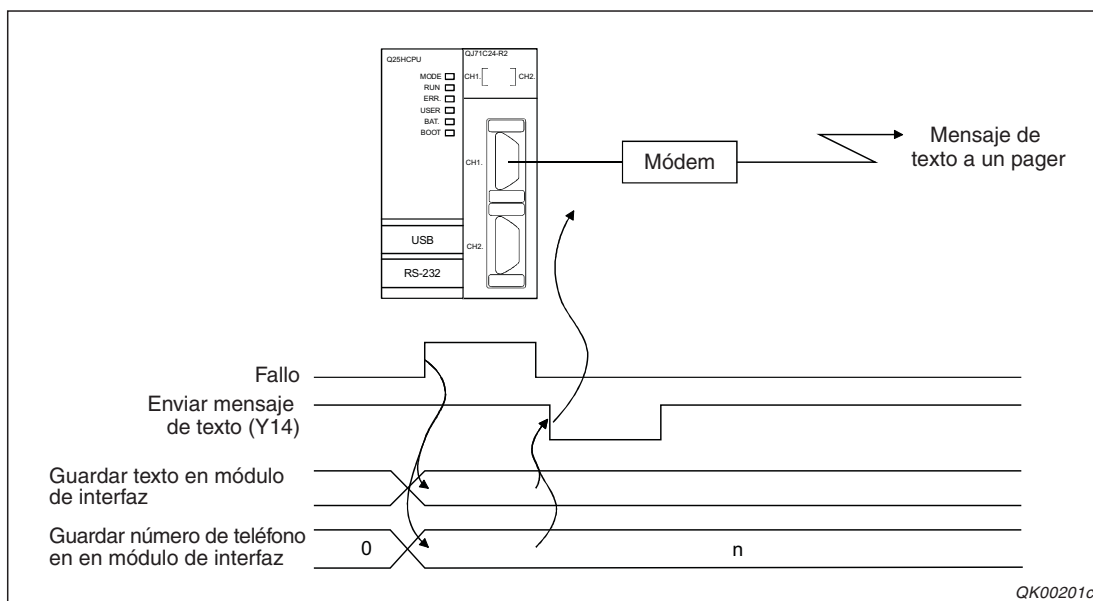 Q25HCPU
QJ71C24-R2
MODE
RUN
ERR.
USER
BAT.
BOOT
CH1.
CH2.
CH1.
CH2.
USB
RS-232
Módem
Mensaje de
texto a un pager
Fallo
Enviar mensaje
de texto (Y14)
Guardar texto en módulo
de interfaz
Guardar número de teléfono
en en módulo de interfaz
0
n
QK00201c